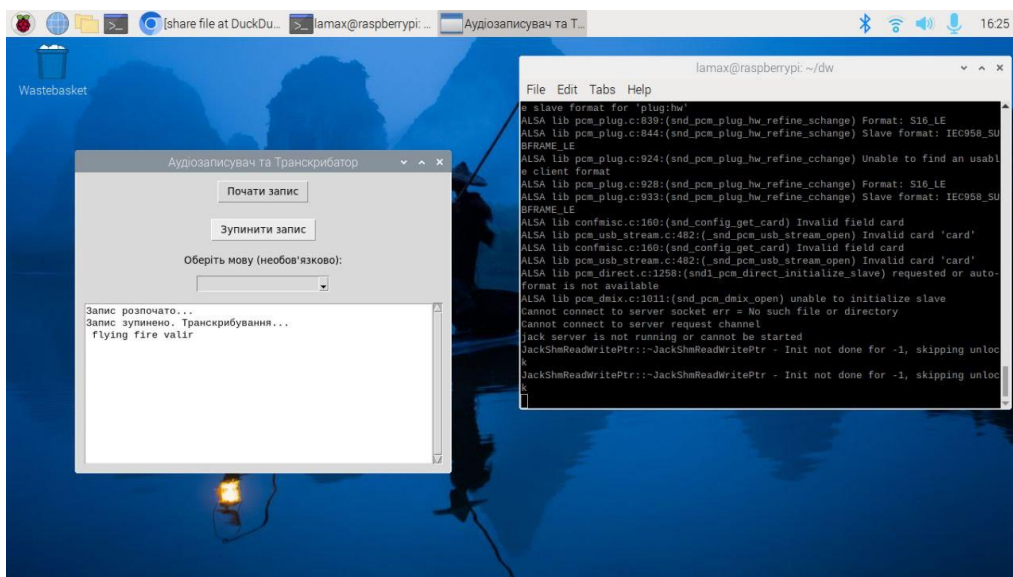 [share file at DuckDu...
lamax@raspberrypi: ...
Аудіозаписувач та Т...
16:25
Wastebasket
Аудіозаписувач та Транскрибатор
Почати запис
Зупинити запис
Оберіть мову (необов'язково):
Запис розпочато...
Запис зупинено. Транскрибування...
flying fire valir
lamax@raspberrypi: ~/dw
File Edit Tabs Help
e slave format for 'plug:hw'
ALSA lib pcm_plug.c:839:(snd_pcm_plug_hw_refine_schange) Format: S16_LE
ALSA lib pcm_plug.c:844:(snd_pcm_plug_hw_refine_schange) Slave format: IEC958_SU
BFRAME_LE
ALSA lib pcm_plug.c:924:(snd_pcm_plug_hw_refine_cchange) Unable to find an usabl
e client format
ALSA lib pcm_plug.c:928:(snd_pcm_plug_hw_refine_cchange) Format: S16_LE
ALSA lib pcm_plug.c:933:(snd_pcm_plug_hw_refine_cchange) Slave format: IEC958_SU
BFRAME_LE
ALSA lib confmisc.c:160:(snd_config_get_card) Invalid field card
ALSA lib pcm_usb_stream.c:482:(_snd_pcm_usb_stream_open) Invalid card 'card'
ALSA lib confmisc.c:160:(snd_config_get_card) Invalid field card
ALSA lib pcm_usb_stream.c:482:(_snd_pcm_usb_stream_open) Invalid card 'card'
ALSA lib pcm_direct.c:1258:(snd1_pcm_direct_initialize_slave) requested or auto-
format is not available
ALSA lib pcm_dmix.c:1011:(snd_pcm_dmix_open) unable to initialize slave
Cannot connect to server socket err = No such file or directory
Cannot connect to server request channel
jack server is not running or cannot be started
JackShmReadWritePtr::~JackShmReadWritePtr - Init not done for -1, skipping unloc
k
JackShmReadWritePtr::~JackShmReadWritePtr - Init not done for -1, skipping unloc
k